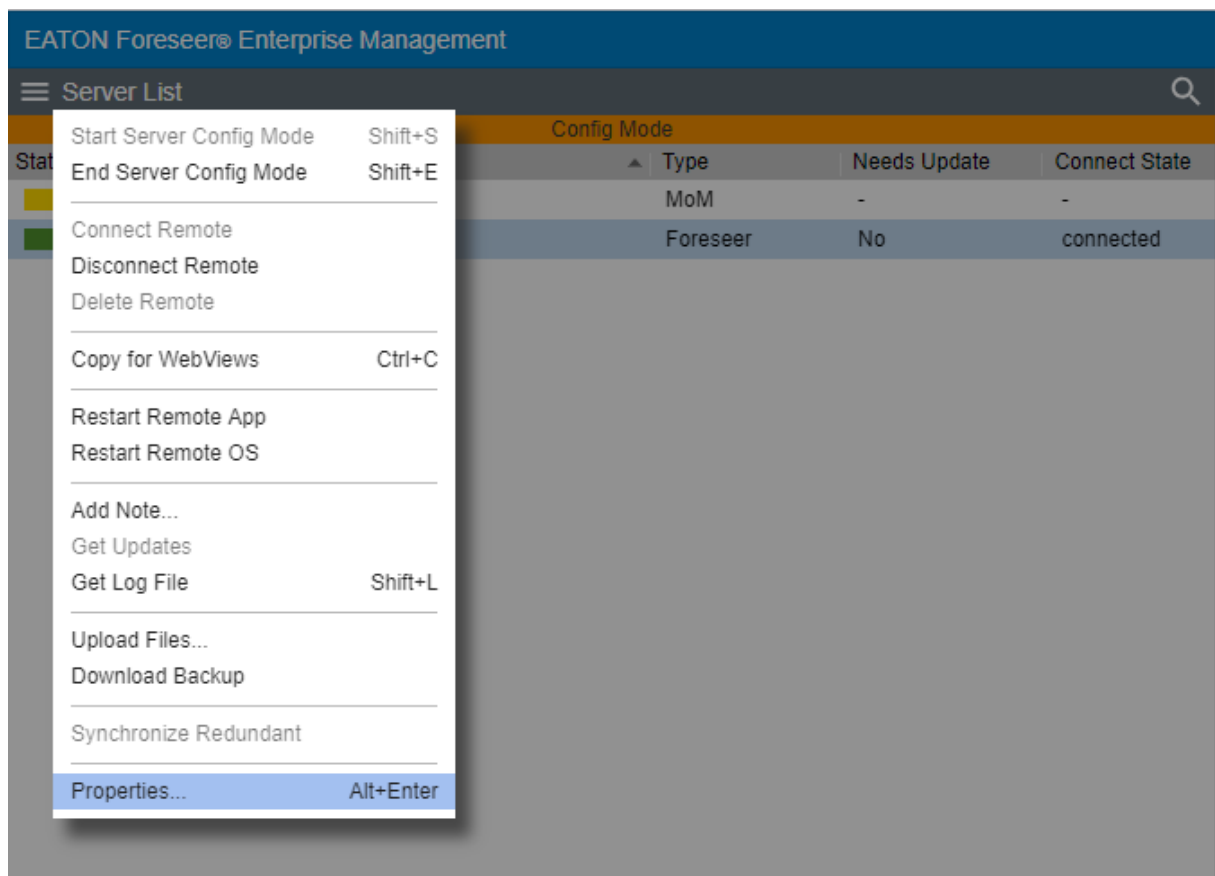 EATON Foreseer® Enterprise Management
Server List
Config Mode
Stat Type Needs Update Connect State
MoM - -
Foreseer No connected
Start Server Config Mode Shift+S
End Server Config Mode Shift+E
Connect Remote
Disconnect Remote
Delete Remote
Copy for WebViews Ctrl+C
Restart Remote App
Restart Remote OS
Add Note...
Get Updates
Get Log File Shift+L
Upload Files...
Download Backup
Synchronize Redundant
Properties... Alt+Enter